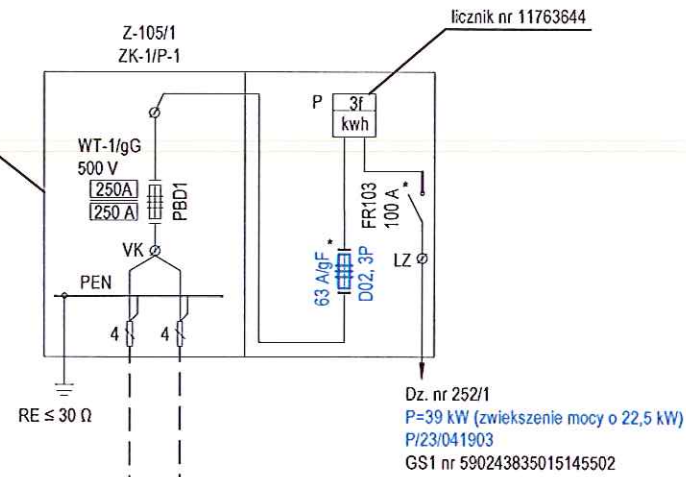 licznik nr 11763644
Z-105/1
ZK-1/P-1
P
3f
kwh
WT-1/gG
500 V
250A
250 A
PBD1
FR103
100 A
*
VK
63 A/gF
*
D02, 3P
LZ
PEN
4
4
RE ≤ 30 Ω
Dz. nr 252/1
P=39 kW (zwiekszenie mocy o 22,5 kW)
P/23/041903
GS1 nr 590243835015145502